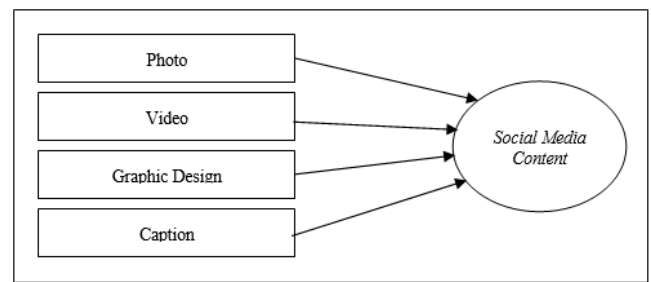 Photo
Video
Graphic Design
Caption
Social Media
Content